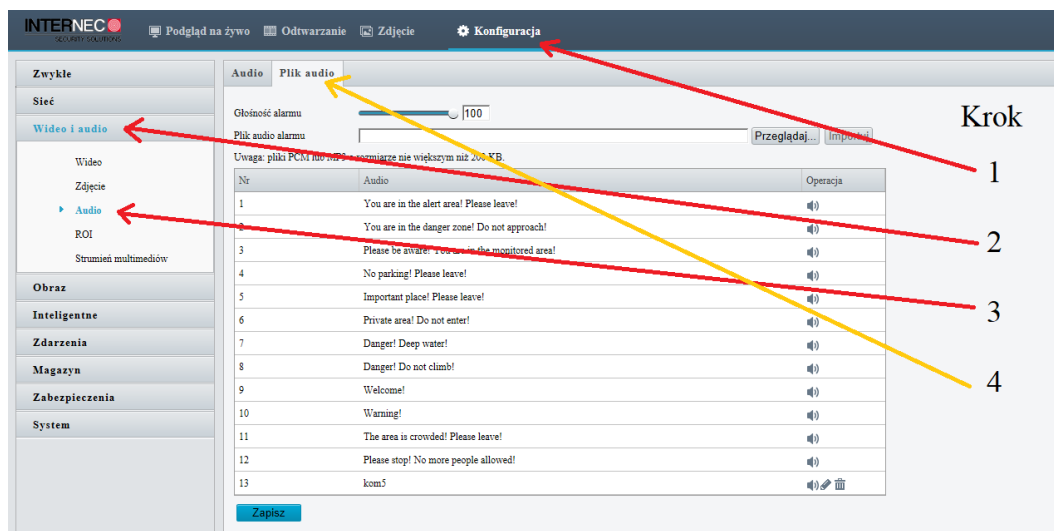 INTERNEC
SECURITY SOLUTIONS
Podgląd na żywo Odtwarzanie Zdjęcie Konfiguracja
Zwykłe
Sieć
Wideo i audio
Wideo
Zdjęcie
Audio
ROI
Strumień multimediów
Obraz
Inteligentne
Zdarzenia
Magazyn
Zabezpieczenia
System
Audio Plik audio
Głośność alarmu 100
Plik audio alarmu Przeglądaj... Importuj
Uwaga: pliki PCM lub MP3 o rozmiarze nie większym niż 200 KB.
Nr Audio Operacja
1 You are in the alert area! Please leave!
2 You are in the danger zone! Do not approach!
3 Please be aware! You are in the monitored area!
4 No parking! Please leave!
5 Important place! Please leave!
6 Private area! Do not enter!
7 Danger! Deep water!
8 Danger! Do not climb!
9 Welcome!
10 Warning!
11 The area is crowded! Please leave!
12 Please stop! No more people allowed!
13 kom5
Zapisz
Krok
1
2
3
4